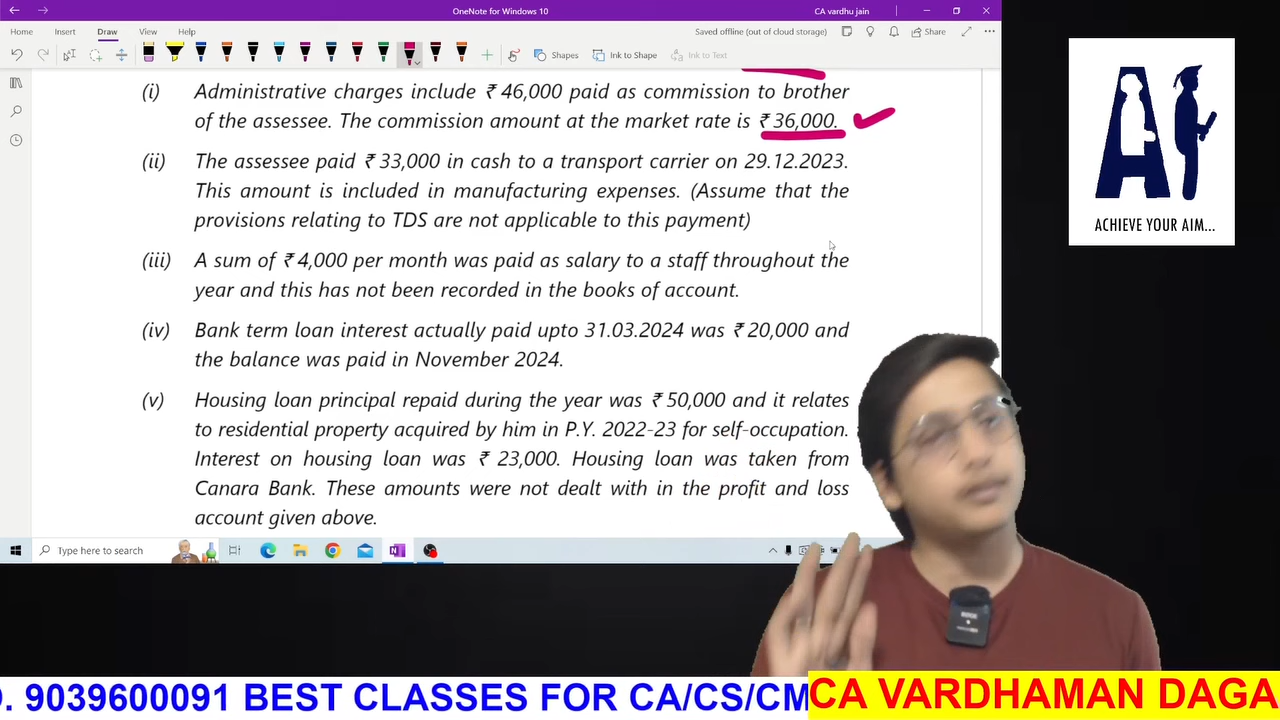 OneNote for Windows 10
CA vardhu jain
Home Insert Draw View Help
Saved offline (out of cloud storage)
Share
Shapes
Ink to Shape
Ink to Text
(i) Administrative charges include ₹ 46,000 paid as commission to brother
of the assessee. The commission amount at the market rate is ₹ 36,000.
(ii) The assessee paid ₹ 33,000 in cash to a transport carrier on 29.12.2023.
This amount is included in manufacturing expenses. (Assume that the
provisions relating to TDS are not applicable to this payment)
(iii) A sum of ₹ 4,000 per month was paid as salary to a staff throughout the
year and this has not been recorded in the books of account.
(iv) Bank term loan interest actually paid upto 31.03.2024 was ₹ 20,000 and
the balance was paid in November 2024.
(v) Housing loan principal repaid during the year was ₹ 50,000 and it relates
to residential property acquired by him in P.Y. 2022-23 for self-occupation.
Interest on housing loan was ₹ 23,000. Housing loan was taken from
Canara Bank. These amounts were not dealt with in the profit and loss
account given above.
ACHIEVE YOUR AIM...
Type here to search
O. 9039600091 BEST CLASSES FOR CA/CS/CM
CA VARDHAMAN DAGA